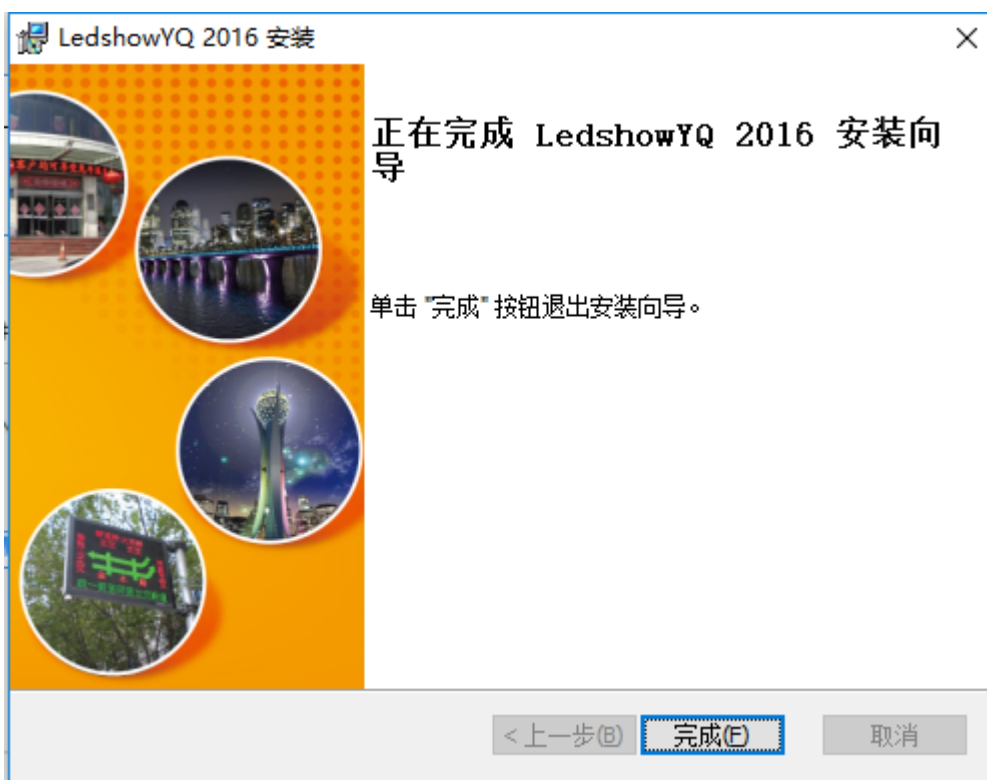 LedshowYQ 2016 安装
正在完成 LedshowYQ 2016 安装向
导
单击 "完成" 按钮退出安装向导。
<上一步(B)
完成(F)
取消